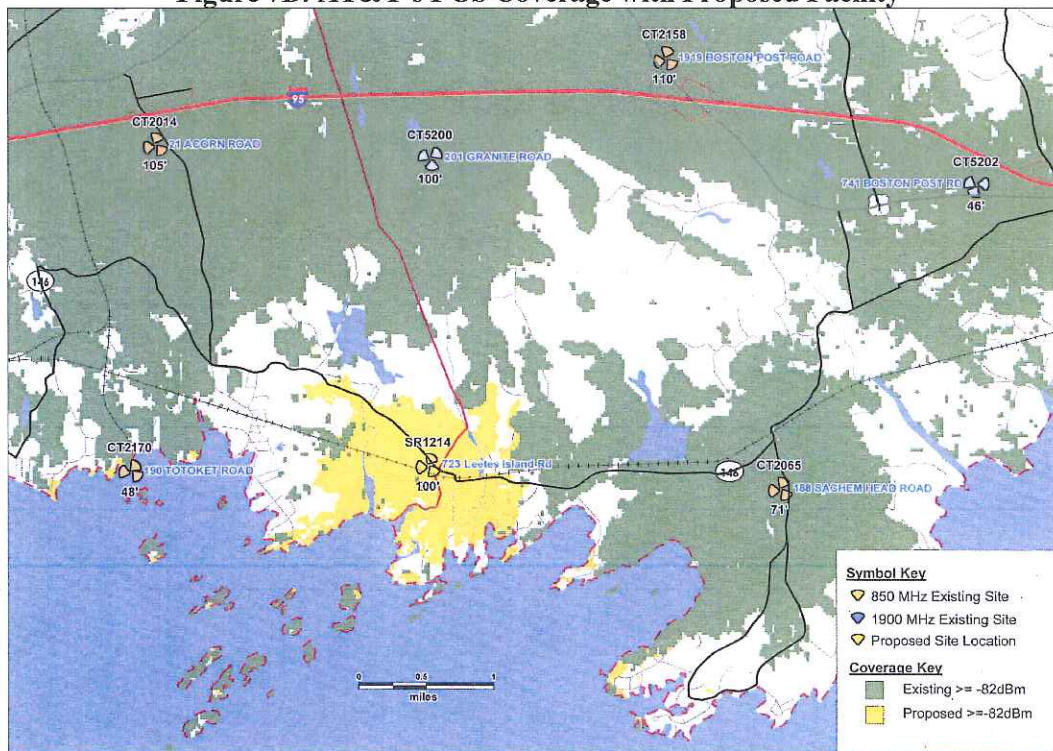 Figure 7B: AT&T's PCS Coverage with Proposed Facility
CT2158
1919 BOSTON POST ROAD
110'
95
CT2014
21 ACORN ROAD
105'
CT5200
201 GRANITE ROAD
100'
CT5202
741 BOSTON POST RD
46'
146
SR1214
723 Leetes Island Rd
100'
CT2170
190 TOTOKET ROAD
48'
146
CT2065
188 SACHEM HEAD ROAD
71'
Symbol Key
850 MHz Existing Site
1900 MHz Existing Site
Proposed Site Location
Coverage Key
Existing >= -82dBm
Proposed >=-82dBm
0 0.5 1
miles